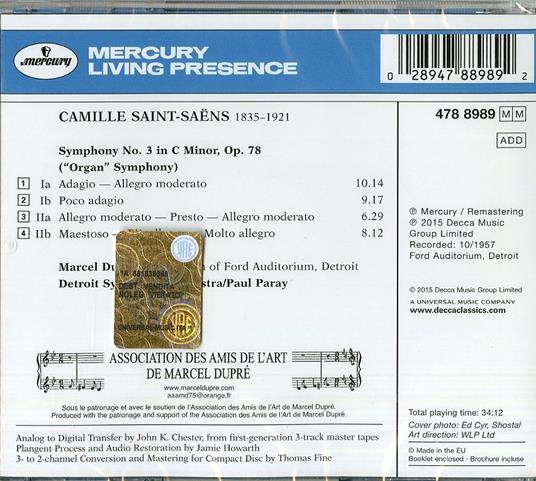 mercury
MERCURY
LIVING PRESENCE
0 28947 88989 2
CAMILLE SAINT-SAËNS 1835–1921
478 8989 M M
ADD
Symphony No. 3 in C Minor, Op. 78
(“Organ” Symphony)
1 Ia Adagio — Allegro moderato 10.14
2 Ib Poco adagio 9.17
3 IIa Allegro moderato — Presto — Allegro moderato 6.29
4 IIb Maestoso — Molto allegro 8.12
Marcel Du of Ford Auditorium, Detroit
Detroit Sy stra/Paul Paray
SIAE
DEST. VENDITA
NOLEG. VIETATO
UNIVERSAL MUSIC ITA
SIAE
℗ Mercury / Remastering
℗ 2015 Decca Music
Group Limited
Recorded: 10/1957
Ford Auditorium, Detroit
© 2015 Decca Music Group Limited
A UNIVERSAL MUSIC COMPANY
www.deccaclassics.com
ASSOCIATION DES AMIS DE L'ART
DE MARCEL DUPRÉ
www.marceldupre.com
aaamd75@orange.fr
Sous le patronage et avec le soutien de l'Association des Amis de l'Art de Marcel Dupré.
Produced with the patronage and support of the Association des Amis de l'Art de Marcel Dupré.
Analog to Digital Transfer by John K. Chester, from first-generation 3-track master tapes
Plangent Process and Audio Restoration by Jamie Howarth
3- to 2-channel Conversion and Mastering for Compact Disc by Thomas Fine
Total playing time: 34:12
Cover photo: Ed Cyr, Shostal
Art direction: WLP Ltd
© Made in the EU
Booklet enclosed · Brochure incluse